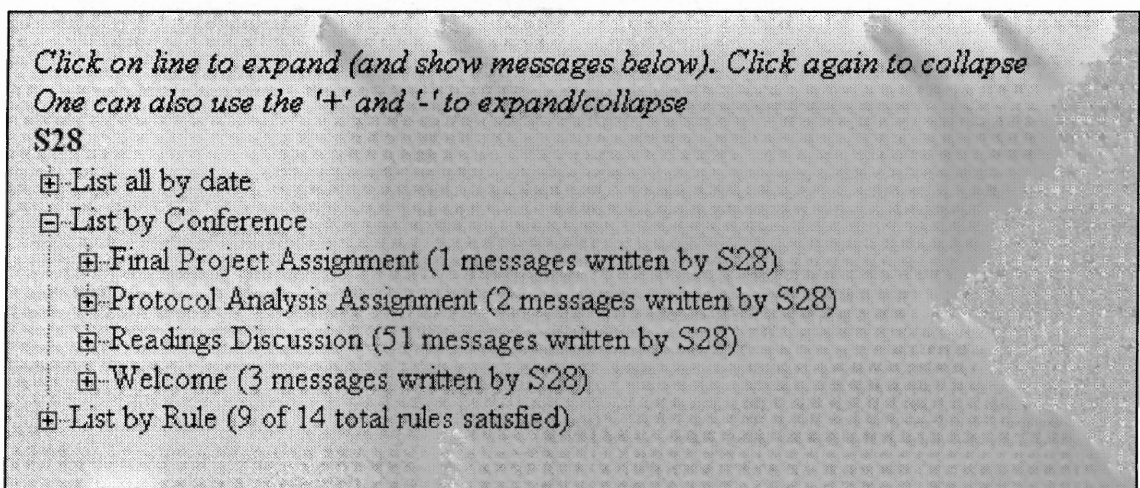 Click on line to expand (and show messages below). Click again to collapse
One can also use the '+' and '-' to expand/collapse
S28
List all by date
List by Conference
Final Project Assignment (1 messages written by S28)
Protocol Analysis Assignment (2 messages written by S28)
Readings Discussion (51 messages written by S28)
Welcome (3 messages written by S28)
List by Rule (9 of 14 total rules satisfied)